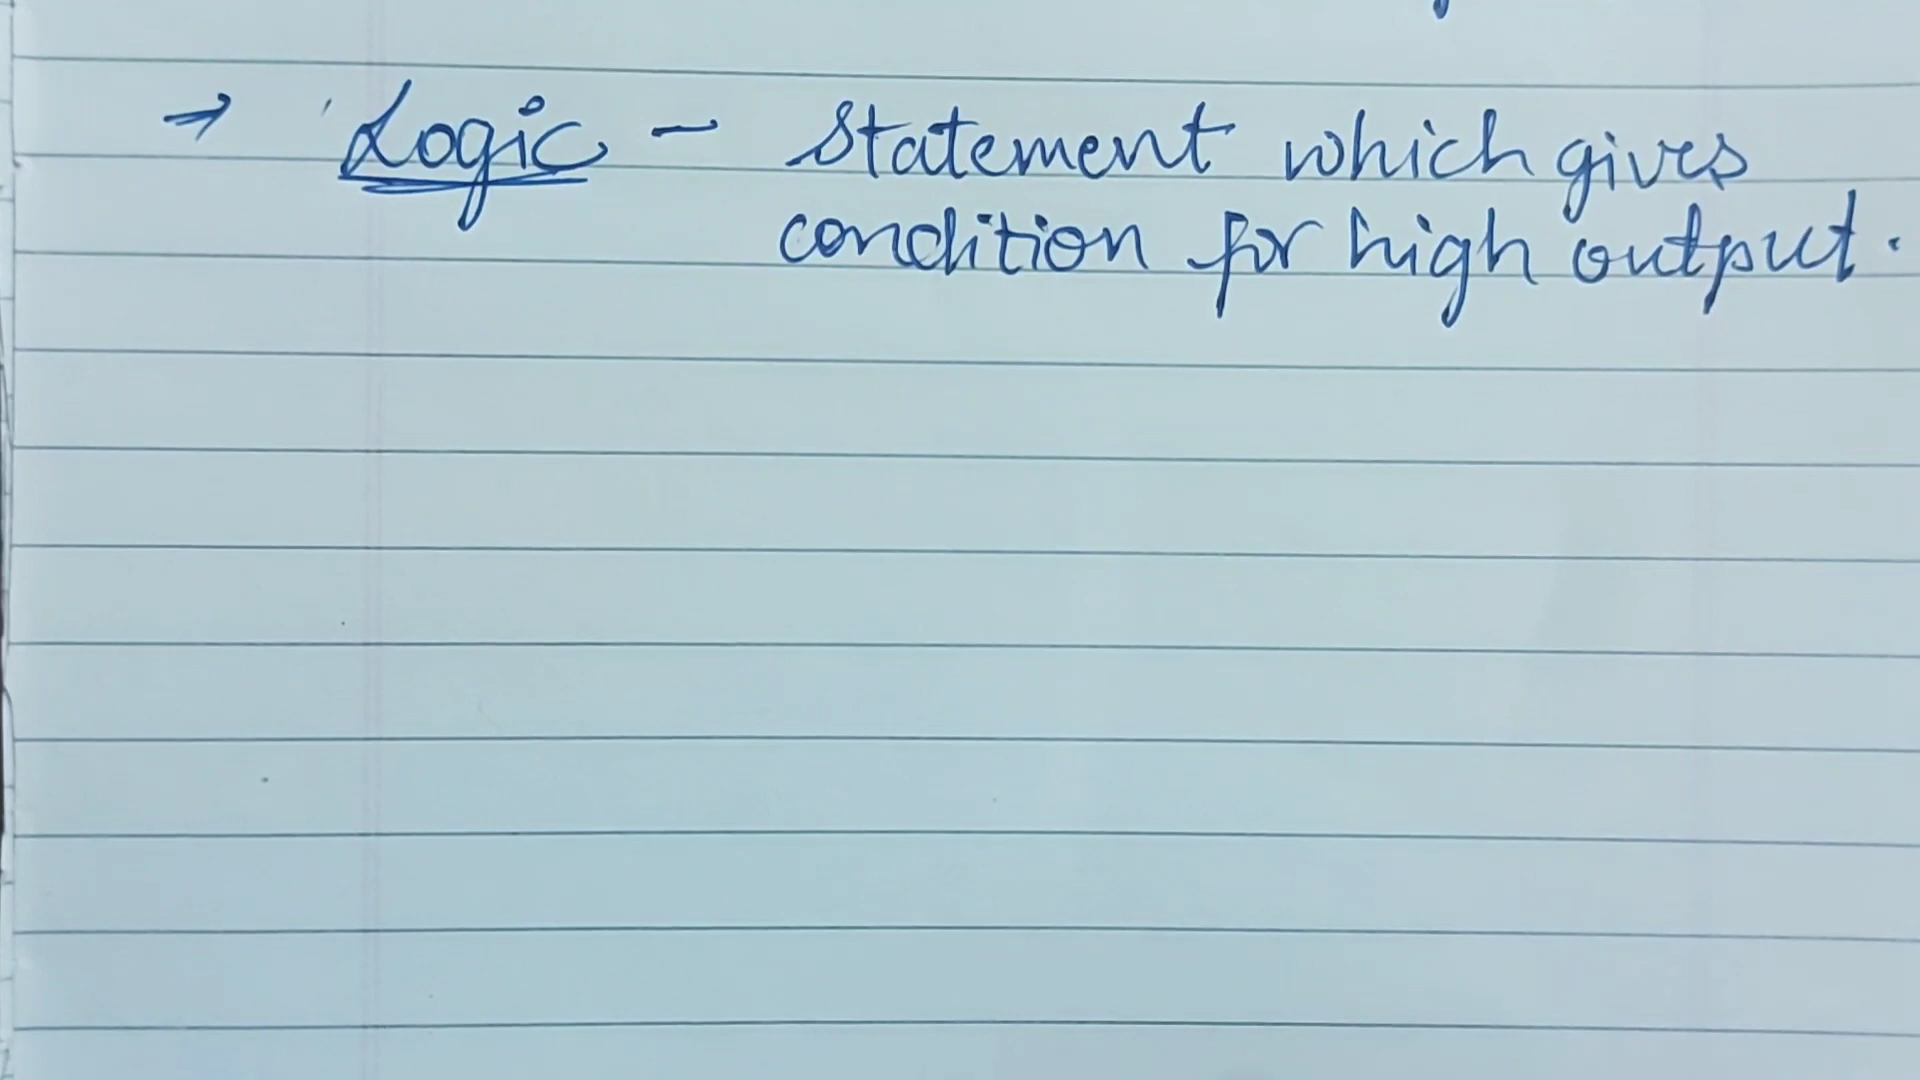 → Logic - Statement which gives
condition for high output.